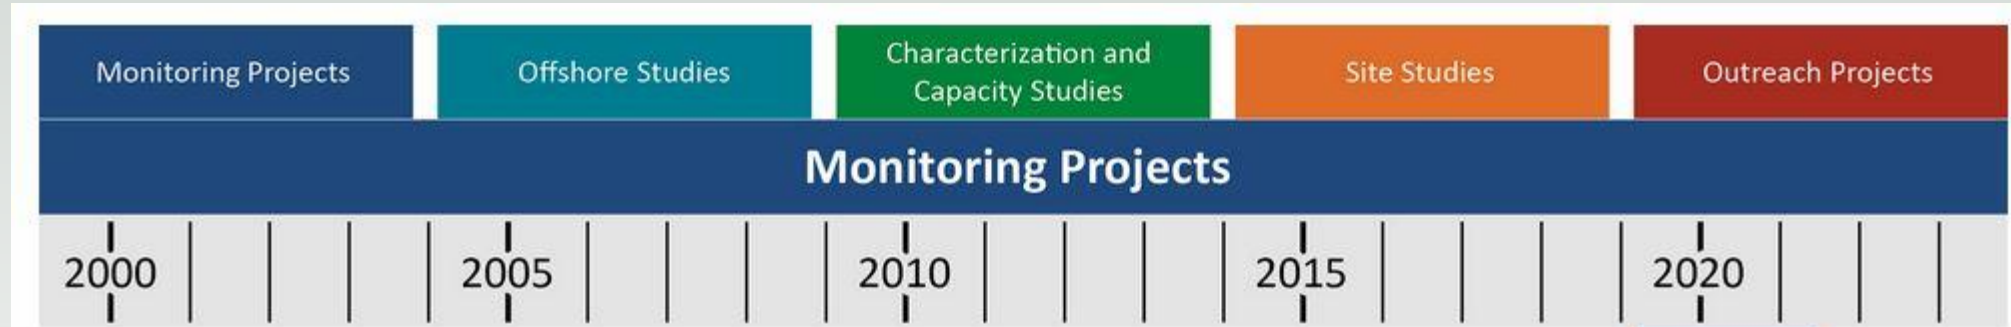 Monitoring Projects
Offshore Studies
Characterization and
Capacity Studies
Site Studies
Outreach Projects
Monitoring Projects
2000 2005 2010 2015 2020